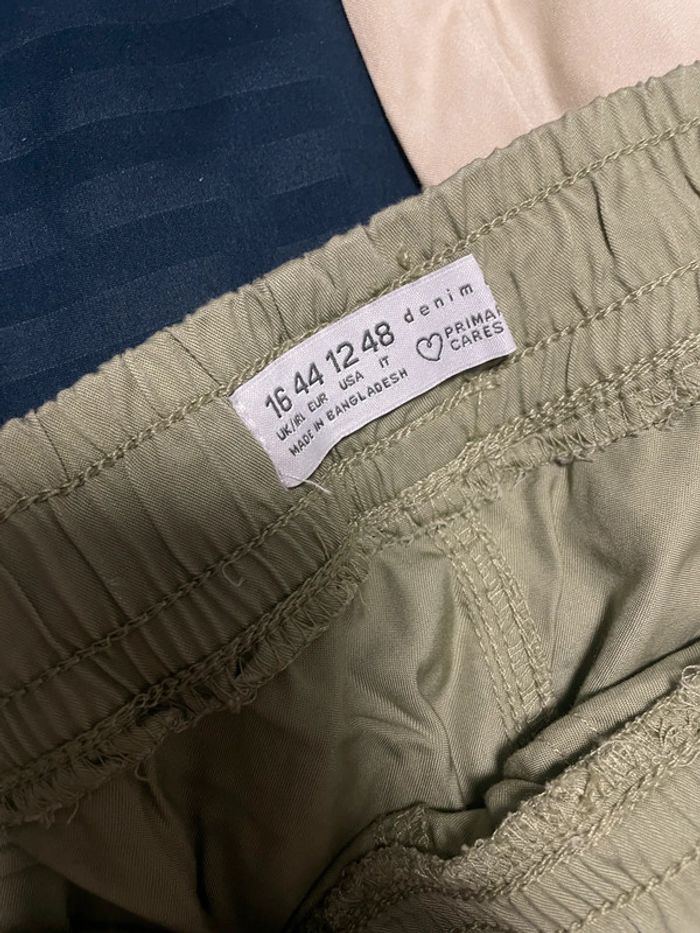 16 44 12 48 denim
UK/IRL EUR USA IT
MADE IN BANGLADESH
PRIMA
CARES